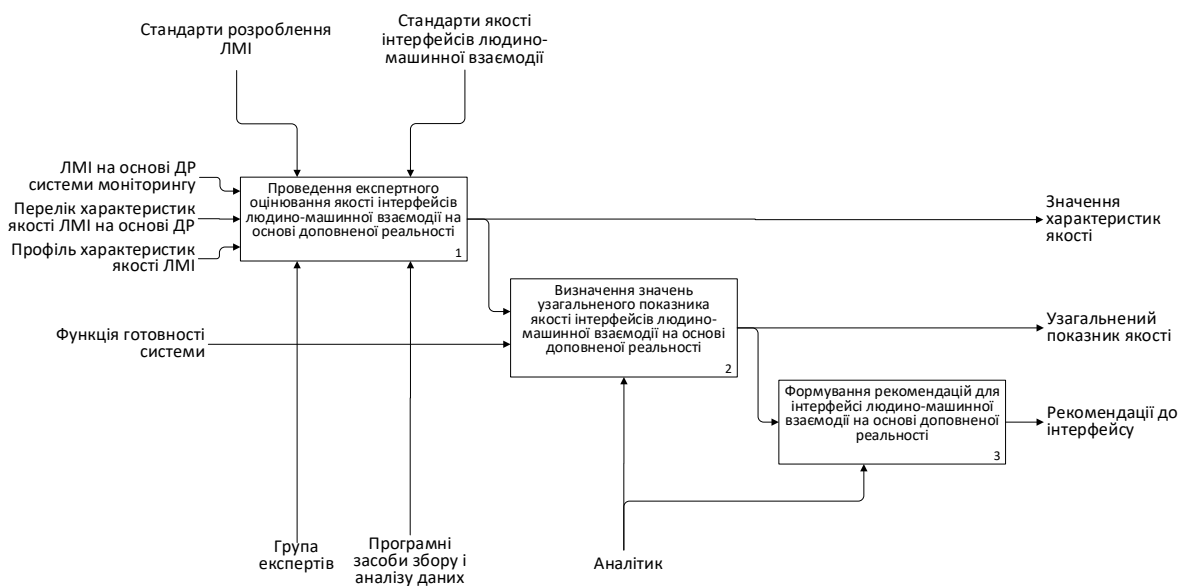 Стандарти розроблення
ЛМІ
Стандарти якості
інтерфейсів людино-
машинної взаємодії
ЛМІ на основі ДР
системи моніторингу
Перелік характеристик
якості ЛМІ на основі ДР
Профіль характеристик
якості ЛМІ
Проведення експертного
оцінювання якості інтерфейсів
людино-машинної взаємодії на
основі доповненої реальності
1
Значення
характеристик
якості
Функція готовності
системи
Визначення значень
узагальненого показника
якості інтерфейсів людино-
машинної взаємодії на основі
доповненої реальності
2
Узагальнений
показник якості
Формування рекомендацій для
інтерфейсі людино-машинної
взаємодії на основі доповненої
реальності
3
Рекомендації до
інтерфейсу
Група
експертів
Програмні
засоби збору і
аналізу даних
Аналітик